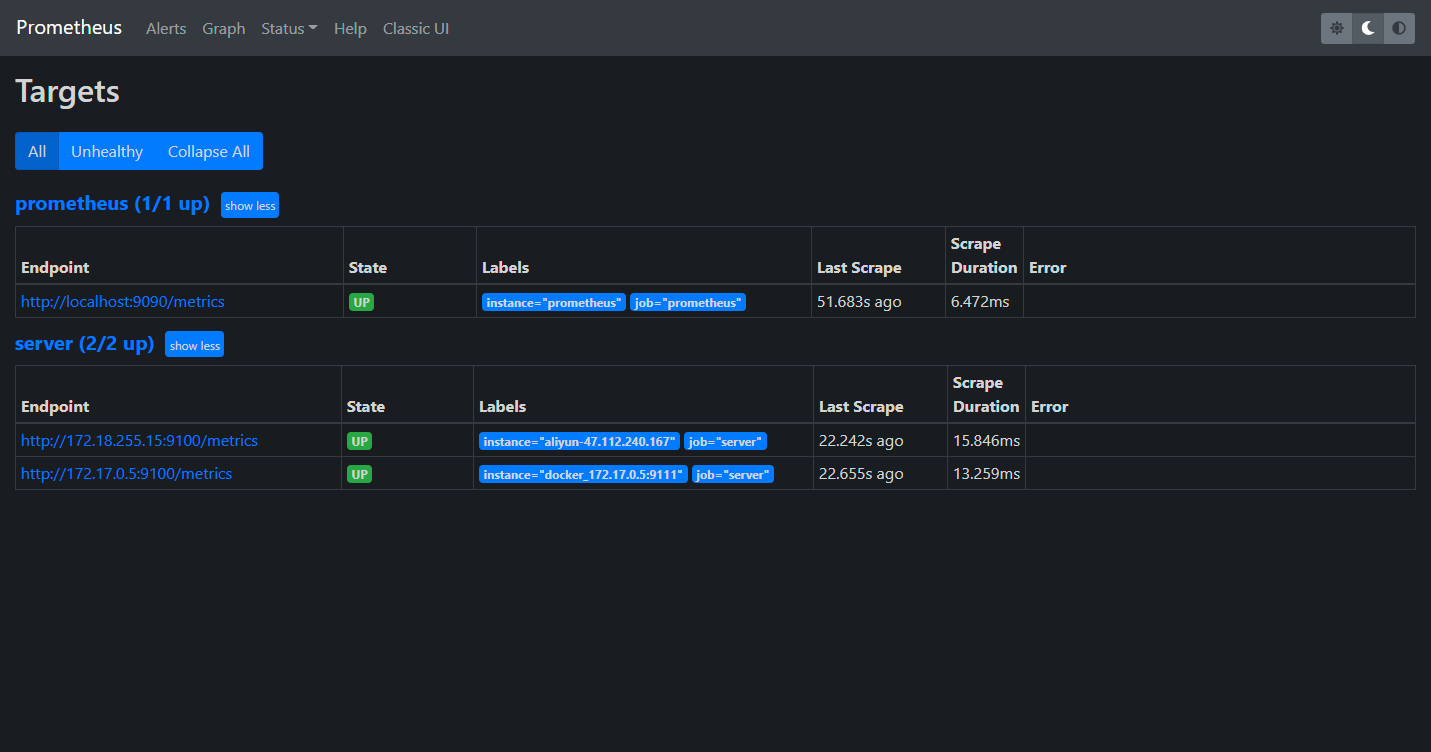 Prometheus Alerts Graph Status Help Classic UI
Targets
All Unhealthy Collapse All
prometheus (1/1 up) show less
Endpoint State Labels Last Scrape Scrape Duration Error
http://localhost:9090/metrics UP instance="prometheus" job="prometheus" 51.683s ago 6.472ms
server (2/2 up) show less
Endpoint State Labels Last Scrape Scrape Duration Error
http://172.18.255.15:9100/metrics UP instance="aliyun-47.112.240.167" job="server" 22.242s ago 15.846ms
http://172.17.0.5:9100/metrics UP instance="docker_172.17.0.5:9111" job="server" 22.655s ago 13.259ms